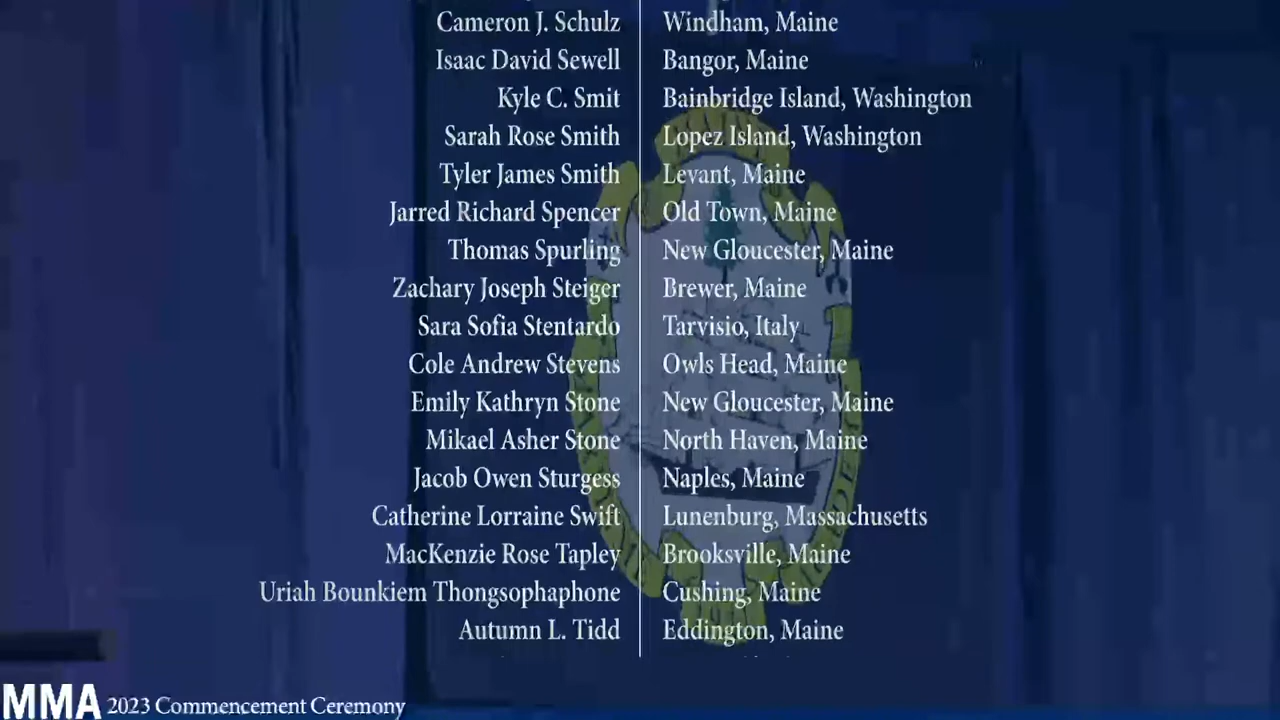 Cameron J. Schulz Windham, Maine
Isaac David Sewell Bangor, Maine
Kyle C. Smit Bainbridge Island, Washington
Sarah Rose Smith Lopez Island, Washington
Tyler James Smith Levant, Maine
Jarred Richard Spencer Old Town, Maine
Thomas Spurling New Gloucester, Maine
Zachary Joseph Steiger Brewer, Maine
Sara Sofia Stentardo Tarvisio, Italy
Cole Andrew Stevens Owls Head, Maine
Emily Kathryn Stone New Gloucester, Maine
Mikael Asher Stone North Haven, Maine
Jacob Owen Sturgess Naples, Maine
Catherine Lorraine Swift Lunenburg, Massachusetts
MacKenzie Rose Tapley Brooksville, Maine
Uriah Bounkiem Thongsophaphone Cushing, Maine
Autumn L. Tidd Eddington, Maine
MMA 2023 Commencement Ceremony